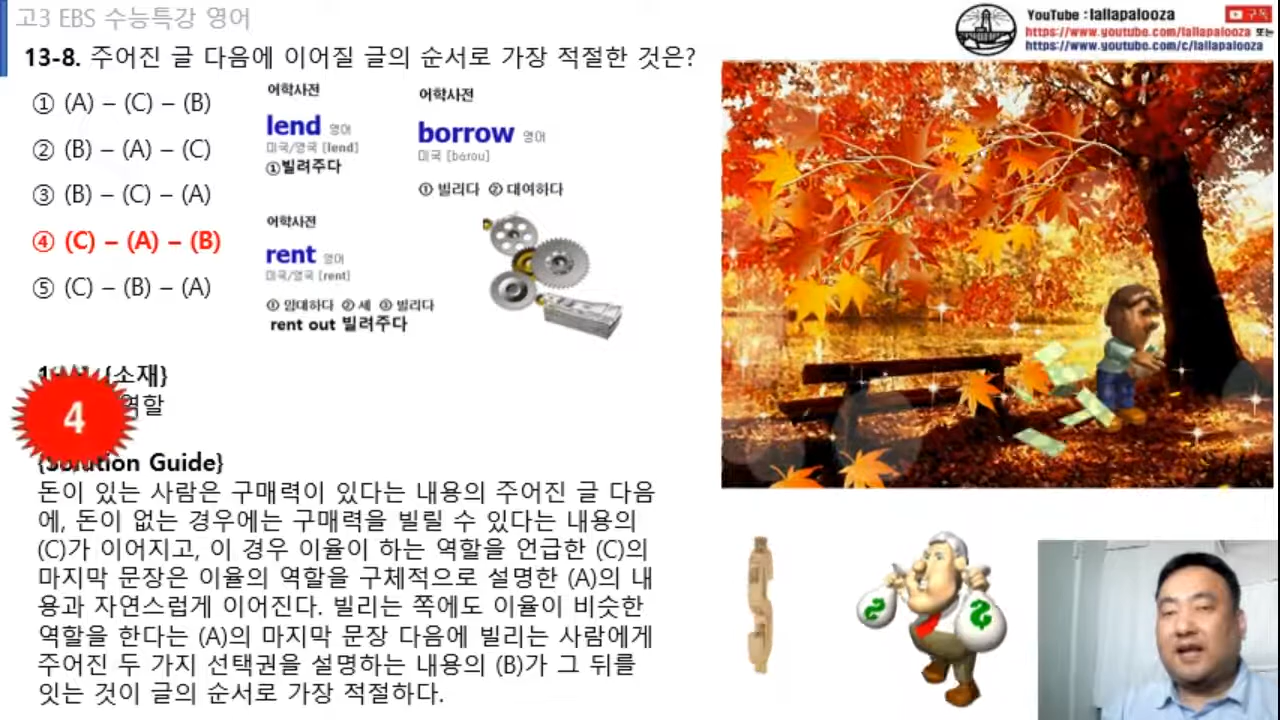 고3 EBS 수능특강 영어
YouTube : lallapalooza
구독
https://www.youtube.com/lallapalooza 또는
https://www.youtube.com/c/lallapalooza
13-8. 주어진 글 다음에 이어질 글의 순서로 가장 적절한 것은?
① (A) – (C) – (B)
② (B) – (A) – (C)
③ (B) – (C) – (A)
④ (C) – (A) – (B)
⑤ (C) – (B) – (A)
어학사전
lend 영어
미국/영국 [lend]
①빌려주다
어학사전
borrow 영어
미국 [bárou]
① 빌리다 ② 대여하다
어학사전
rent 영어
미국/영국 [rent]
① 임대하다 ② 세 ③ 빌리다
rent out 빌려주다
{소재}
역할
4
Guide}
돈이 있는 사람은 구매력이 있다는 내용의 주어진 글 다음
에, 돈이 없는 경우에는 구매력을 빌릴 수 있다는 내용의
(C)가 이어지고, 이 경우 이율이 하는 역할을 언급한 (C)의
마지막 문장은 이율의 역할을 구체적으로 설명한 (A)의 내
용과 자연스럽게 이어진다. 빌리는 쪽에도 이율이 비슷한
역할을 한다는 (A)의 마지막 문장 다음에 빌리는 사람에게
주어진 두 가지 선택권을 설명하는 내용의 (B)가 그 뒤를
잇는 것이 글의 순서로 가장 적절하다.